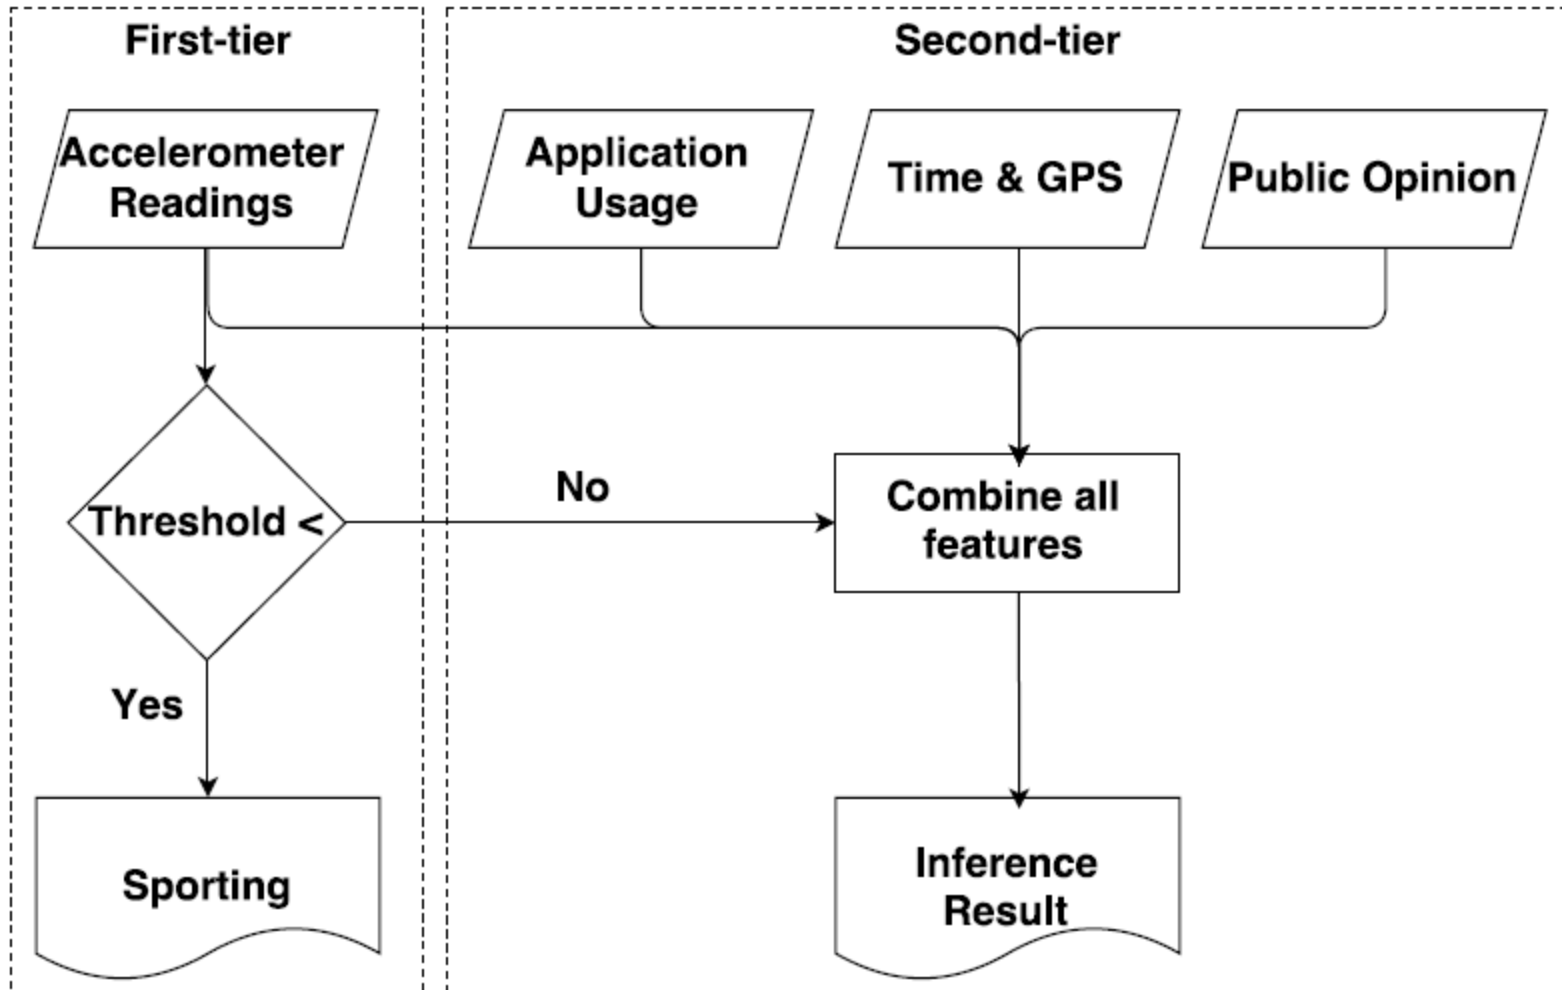 First-tier
Second-tier
Accelerometer
Readings
Application
Usage
Time & GPS
Public Opinion
Threshold <
No
Combine all
features
Yes
Sporting
Inference
Result